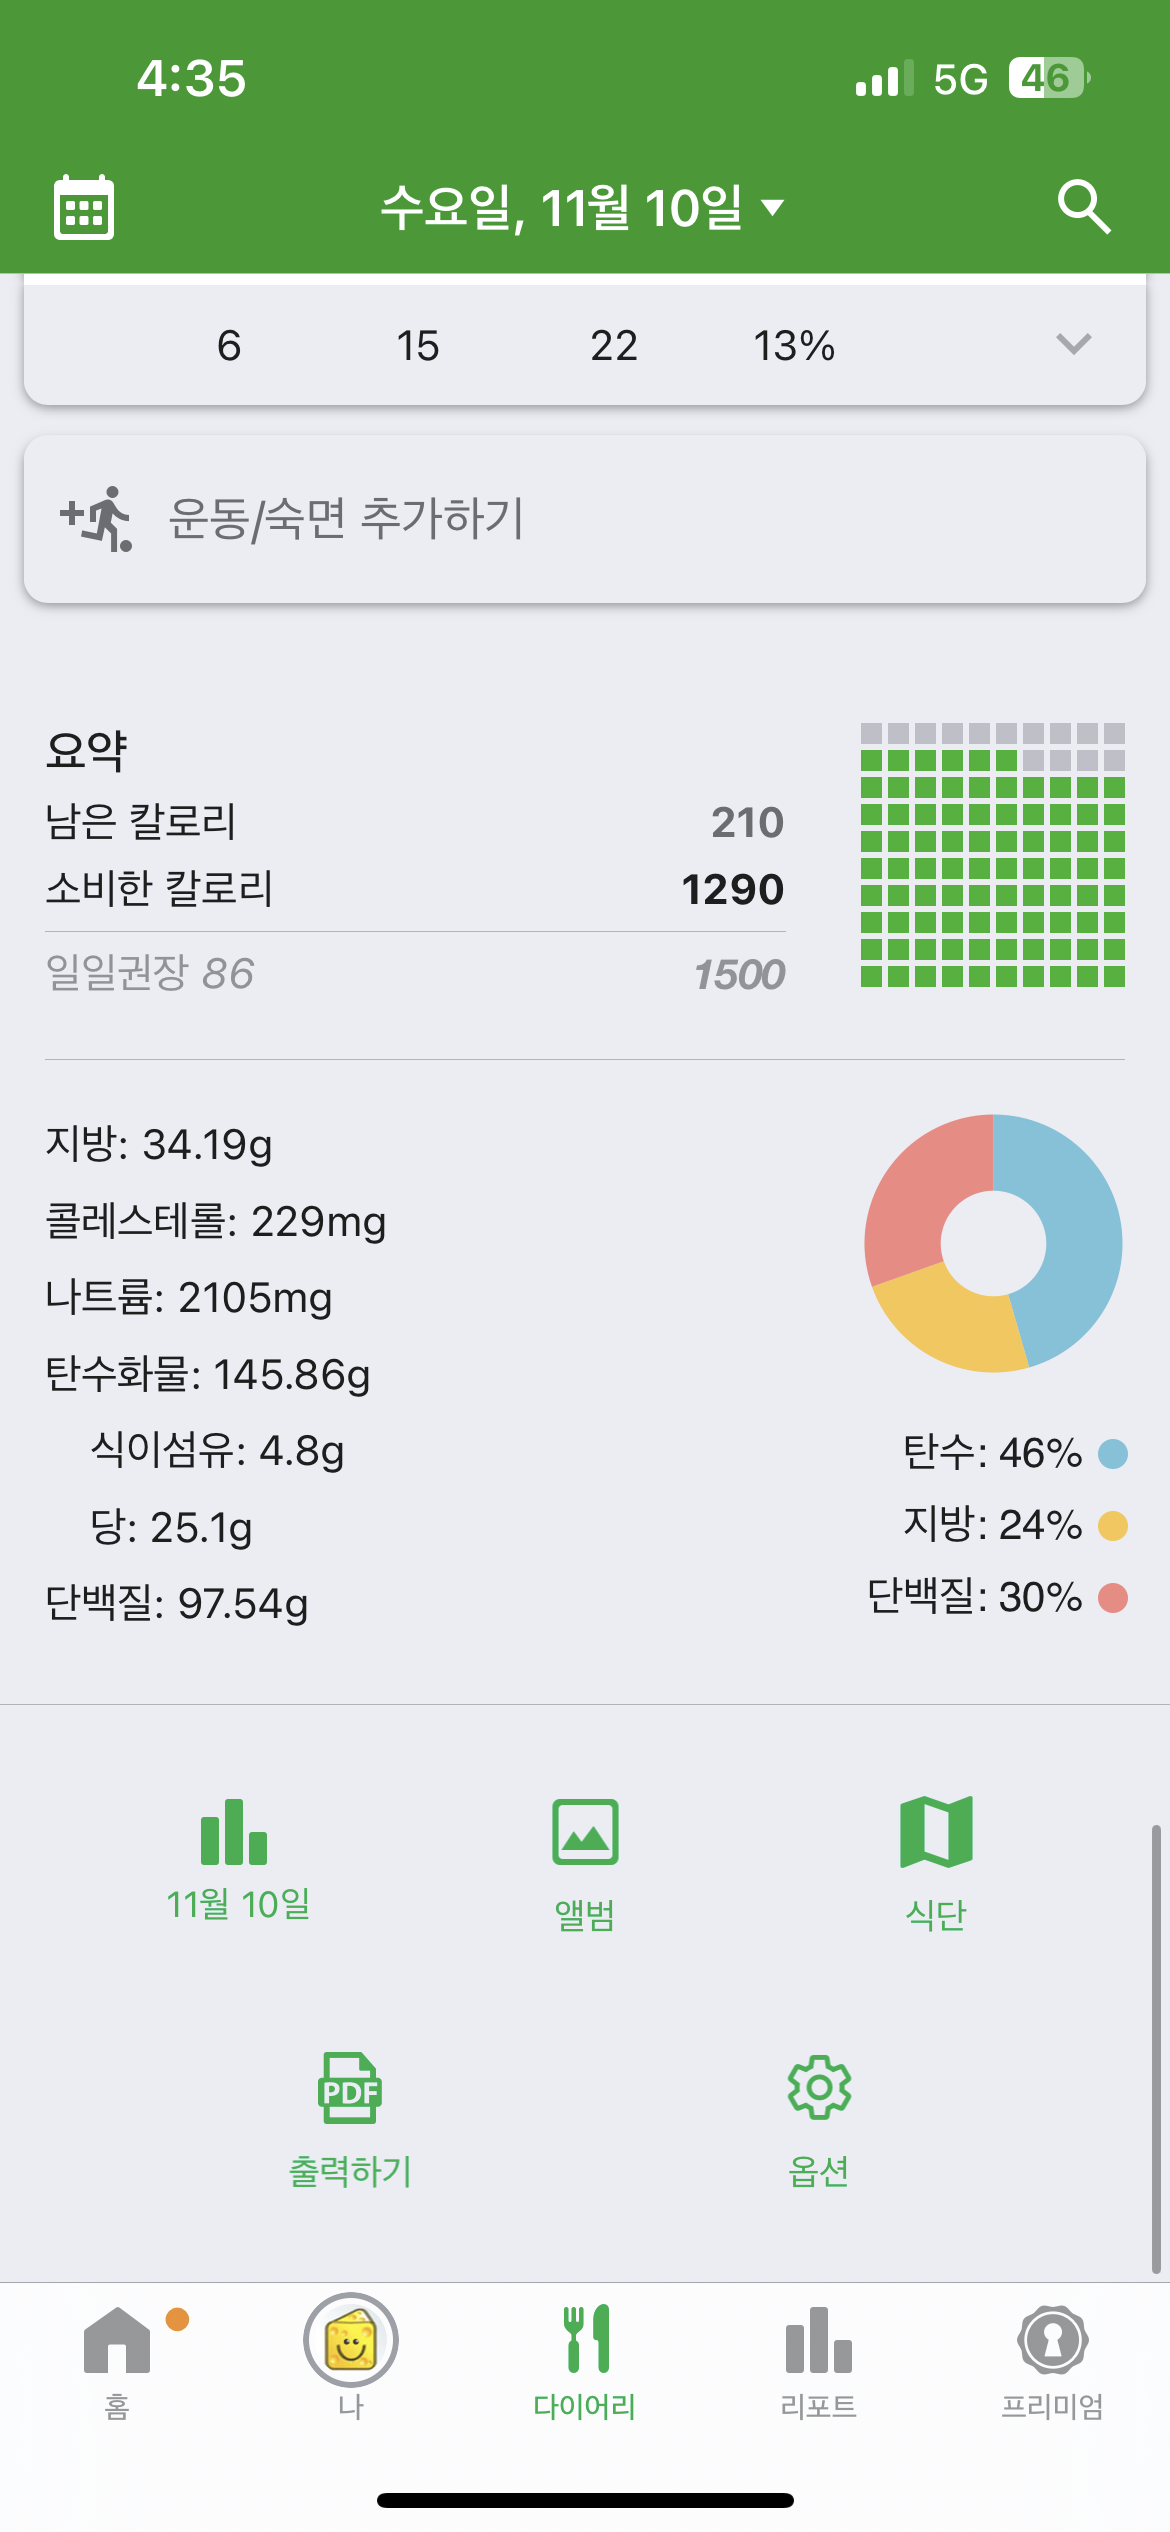 4:35
5G 46
수요일, 11월 10일
6 15 22 13%
운동/숙면 추가하기
요약
남은 칼로리 210
소비한 칼로리 1290
일일권장 86 1500
지방: 34.19g
콜레스테롤: 229mg
나트륨: 2105mg
탄수화물: 145.86g
식이섬유: 4.8g
당: 25.1g
단백질: 97.54g
탄수: 46%
지방: 24%
단백질: 30%
11월 10일
앨범
식단
PDF
출력하기
옵션
홈
나
다이어리
리포트
프리미엄